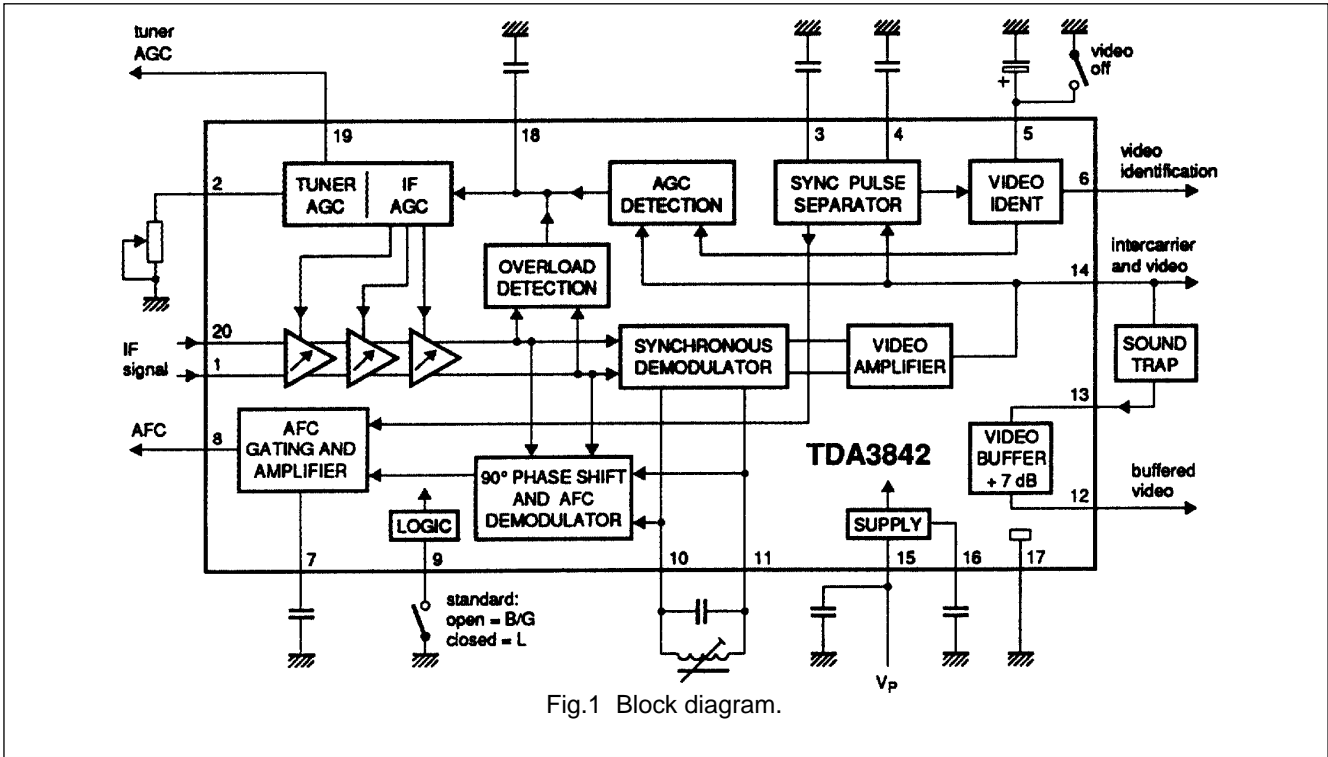 tuner
AGC
19
18
3
4
5
+
video
off
2
TUNER
AGC
IF
AGC
AGC
DETECTION
SYNC PULSE
SEPARATOR
VIDEO
IDENT
6
video
identification
OVERLOAD
DETECTION
14
intercarrier
and video
20
IF
signal
1
SYNCHRONOUS
DEMODULATOR
VIDEO
AMPLIFIER
SOUND
TRAP
13
AFC
8
AFC
GATING AND
AMPLIFIER
90° PHASE SHIFT
AND AFC
DEMODULATOR
TDA3842
VIDEO
BUFFER
+ 7 dB
12
buffered
video
LOGIC
SUPPLY
7
9
10
11
15
16
17
standard:
open = B/G
closed = L
VP
Fig.1 Block diagram.